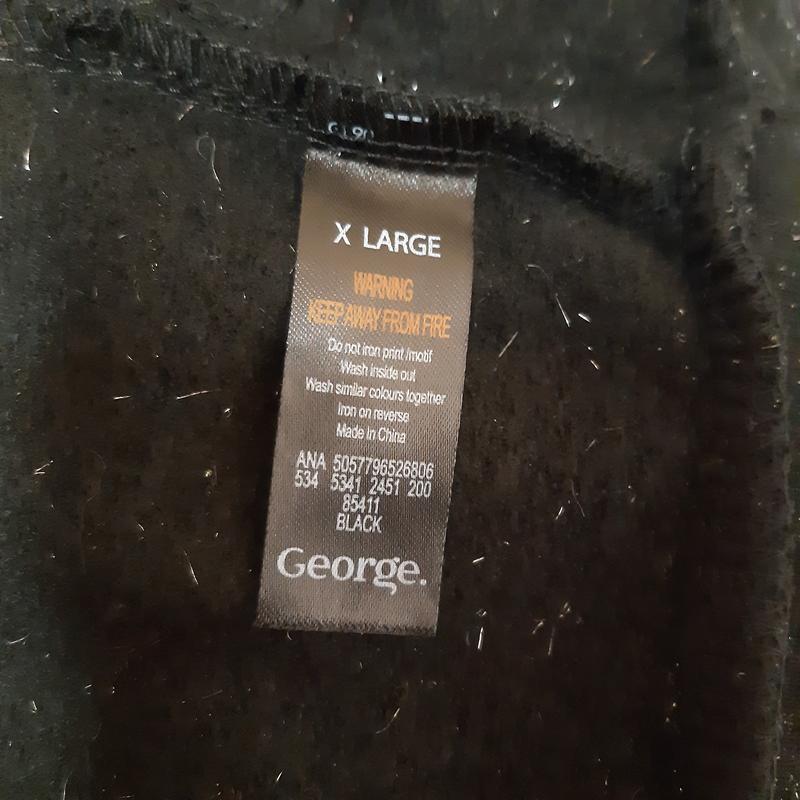 X LARGE
WARNING
KEEP AWAY FROM FIRE
Do not iron print /motif
Wash inside out
Wash similar colours together
Iron on reverse
Made In China
ANA 5057796526806
534 5341 2451 200
85411
BLACK
George.